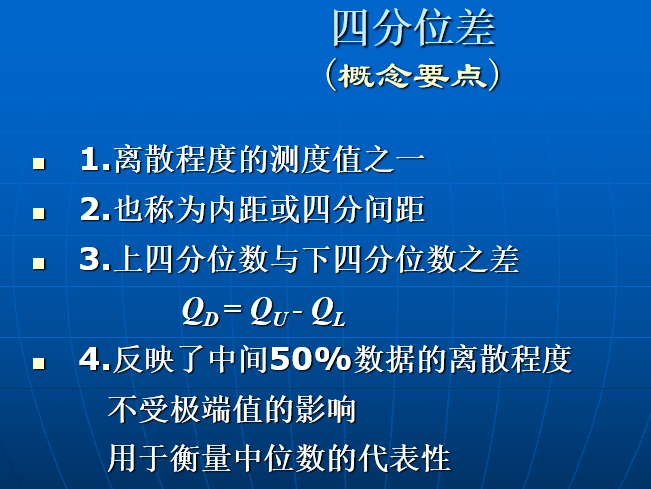 四分位差
(概念要点)
1.离散程度的测度值之一
2.也称为内距或四分间距
3.上四分位数与下四分位数之差
Q_D = Q_U - Q_L
4.反映了中间50%数据的离散程度
不受极端值的影响
用于衡量中位数的代表性